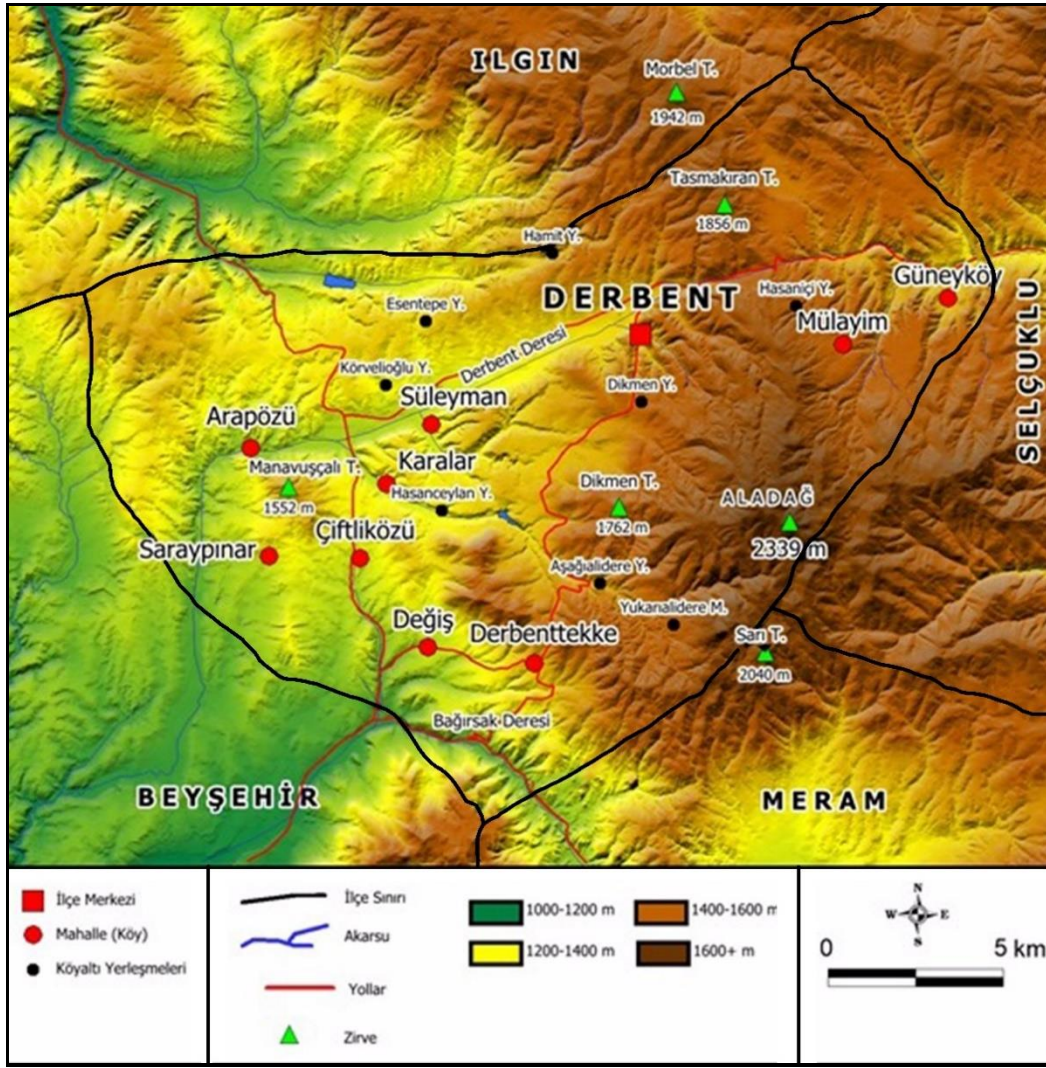 ILGIN
Morbel T.
1942 m
Tasmakıran T.
1856 m
Hamit Y.
Güneyköy
DERBENT
Hasaniçi Y.
Esentepe Y.
Mülayim
Derbent Deresi
SELÇUKLU
Körvelioğlu Y.
Dikmen Y.
Süleyman
Arapözü
Karalar
Manavuşçalı T.
1552 m
Hasanceylan Y.
Dikmen T.
1762 m
ALADAĞ
2339 m
Çiftliközü
Saraypınar
Aşağıalidere Y.
Yukarıalidere M.
Değiş
Derbenttekke
Sarı T.
2040 m
Bağırsak Deresi
BEYŞEHİR
MERAM
İlçe Merkezi
Mahalle (Köy)
Köyaltı Yerleşmeleri
İlçe Sınırı
Akarsu
Yollar
Zirve
1000-1200 m
1200-1400 m
1400-1600 m
1600+ m
N
W E
S
0 5 km